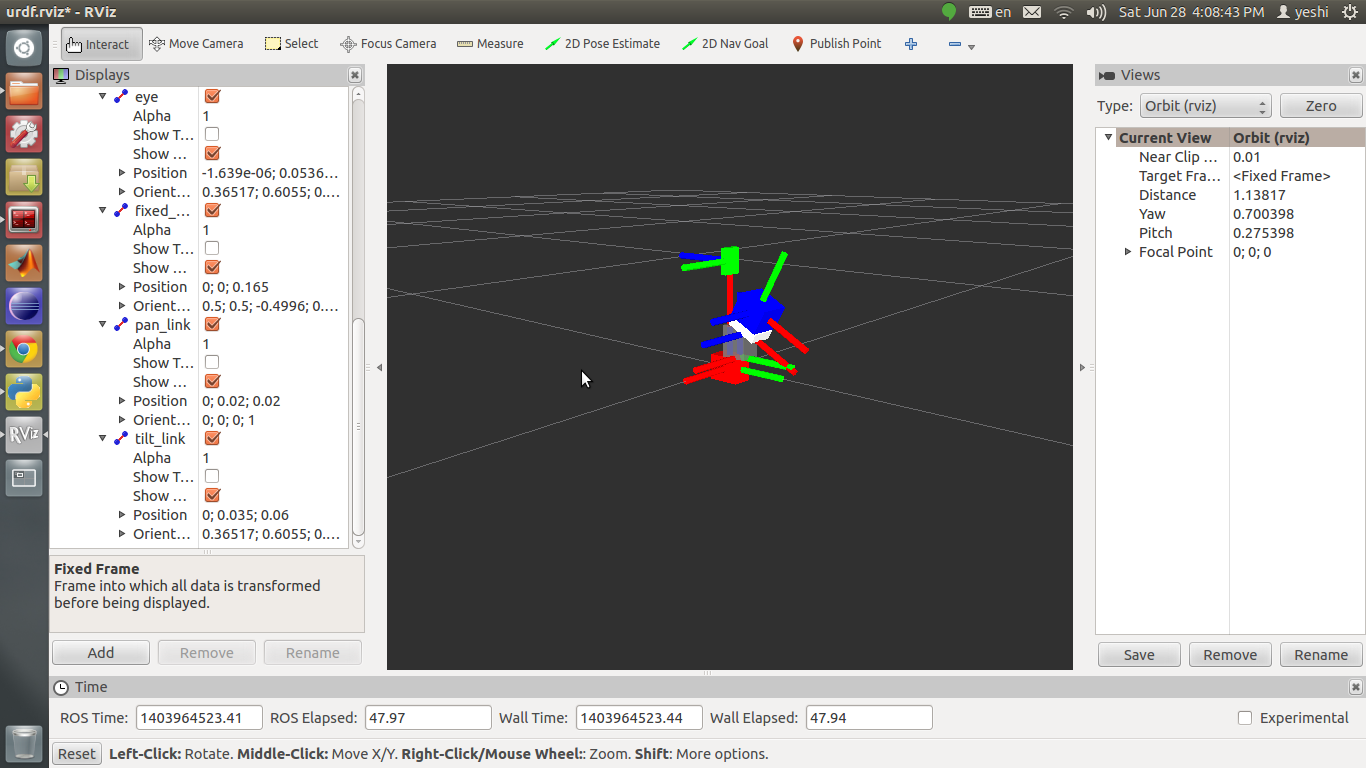 urdf.rviz* - RViz
en
Sat Jun 28 4:08:43 PM
yeshi
Interact
Move Camera
Select
Focus Camera
Measure
2D Pose Estimate
2D Nav Goal
Publish Point
Displays
eye
Alpha 1
Show T...
Show ...
Position -1.639e-06; 0.0536...
Orient... 0.36517; 0.6055; 0....
fixed_...
Alpha 1
Show T...
Show ...
Position 0; 0; 0.165
Orient... 0.5; 0.5; -0.4996; 0....
pan_link
Alpha 1
Show T...
Show ...
Position 0; 0.02; 0.02
Orient... 0; 0; 0; 1
tilt_link
Alpha 1
Show T...
Show ...
Position 0; 0.035; 0.06
Orient... 0.36517; 0.6055; 0....
Fixed Frame
Frame into which all data is transformed
before being displayed.
Add Remove Rename
RViz
Views
Type: Orbit (rviz) Zero
Current View Orbit (rviz)
Near Clip ... 0.01
Target Fra... <Fixed Frame>
Distance 1.13817
Yaw 0.700398
Pitch 0.275398
Focal Point 0; 0; 0
Save Remove Rename
Time
ROS Time: 1403964523.41 ROS Elapsed: 47.97 Wall Time: 1403964523.44 Wall Elapsed: 47.94 Experimental
Reset Left-Click: Rotate. Middle-Click: Move X/Y. Right-Click/Mouse Wheel:: Zoom. Shift: More options.